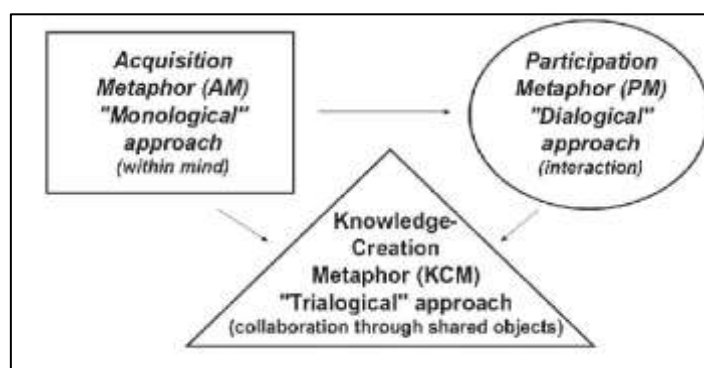 Acquisition
Metaphor (AM)
"Monological"
approach
(within mind)
Participation
Metaphor (PM)
"Dialogical"
approach
(interaction)
Knowledge-
Creation
Metaphor (KCM)
"Trialogical" approach
(collaboration through shared objects)